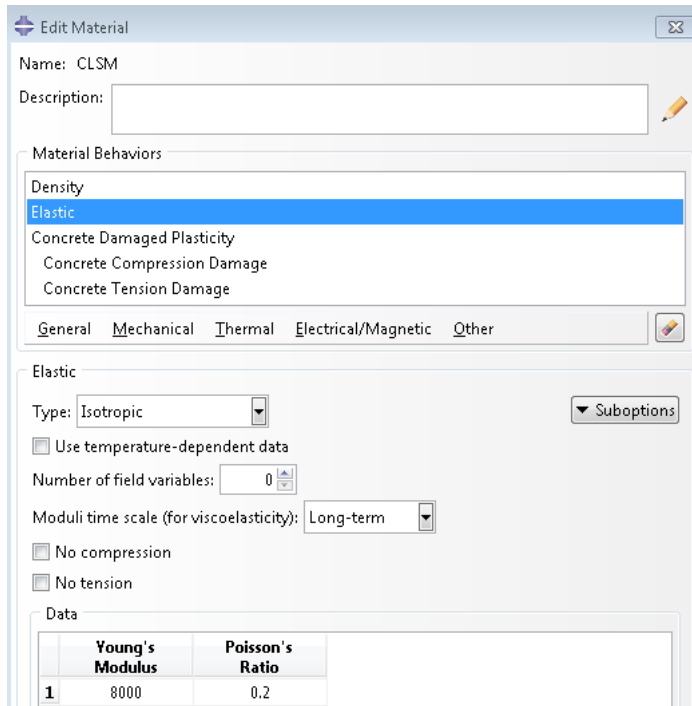 Edit Material
Name: CLSM
Description:
Material Behaviors
Density
Elastic
Concrete Damaged Plasticity
Concrete Compression Damage
Concrete Tension Damage
General Mechanical Thermal Electrical/Magnetic Other
Elastic
Type: Isotropic Suboptions
Use temperature-dependent data
Number of field variables: 0
Moduli time scale (for viscoelasticity): Long-term
No compression
No tension
Data
Young's Poisson's
Modulus Ratio
1 8000 0.2